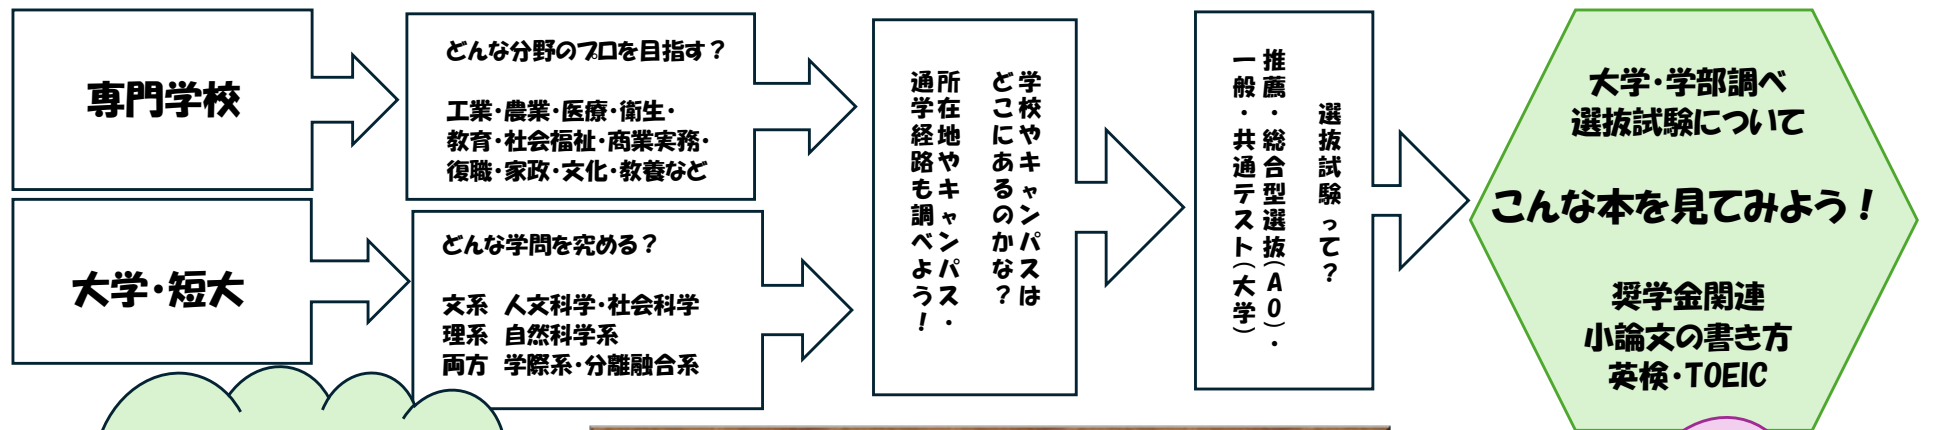 専門学校
どんな分野のプロを目指す？
工業・農業・医療・衛生・
教育・社会福祉・商業実務・
復職・家政・文化・教養など
大学・短大
どんな学問を究める？
文系 人文科学・社会科学
理系 自然科学系
両方 学際系・分離融合系
学校やキャンパスは
どこにあるのかな？
所在地やキャンパス・
通学経路も調べよう！
選抜試験って？
推薦・総合型選抜(AO)・
一般・共通テスト(大学)
大学・学部調べ
選抜試験について
こんな本を見てみよう！
奨学金関連
小論文の書き方
英検・TOEIC